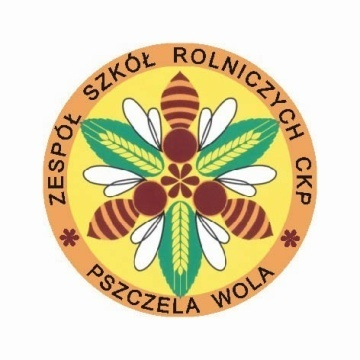 ZESPÓŁ SZKÓŁ ROLNICZYCH CKP
PSZCZELA WOLA